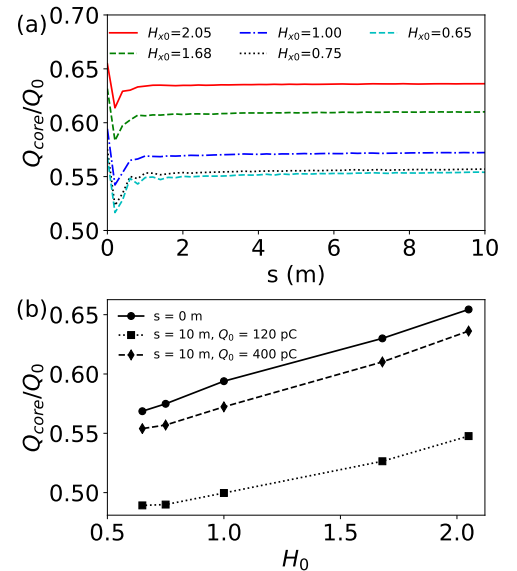 (a)
0.70
H_x0=2.05 H_x0=1.00 H_x0=0.65
H_x0=1.68 H_x0=0.75
0.65
0.60
0.55
0.50
Q_core/Q_0
0 2 4 6 8 10
s (m)
(b)
s = 0 m
s = 10 m, Q_0 = 120 pC
s = 10 m, Q_0 = 400 pC
0.65
0.60
0.55
0.50
Q_core/Q_0
0.5 1.0 1.5 2.0
H_0